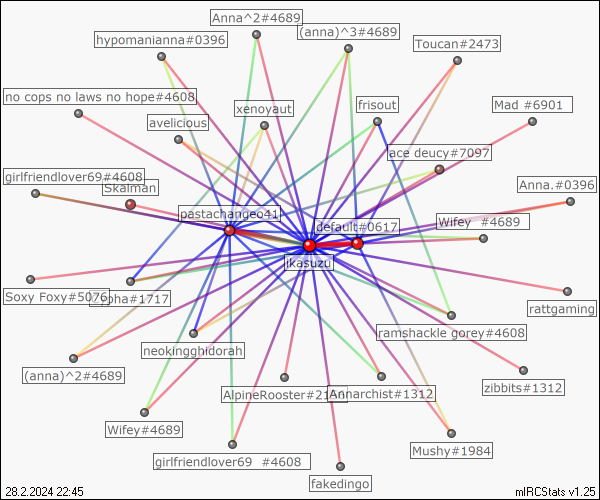 Anna^2#4689
(anna)^3#4689
hypomanianna#0396
Toucan#2473
no cops no laws no hope#4608
xenoyaut
frisout
Mad #6901
avelicious
ace deucy#7097
girlfriendlover69#4608
Skalman
Anna.#0396
pastachangeo41
default#0617
Wifey #4689
ikasuzu
Soxy Foxy#5076
#1717
rattgaming
ramshackle gorey#4608
neokingghidorah
(anna)^2#4689
AlpineRooster#21
Annarchist#1312
zibbits#1312
Wifey#4689
girlfriendlover69 #4608
Mushy#1984
fakedingo
28.2.2024 22:45
mIRCStats v1.25